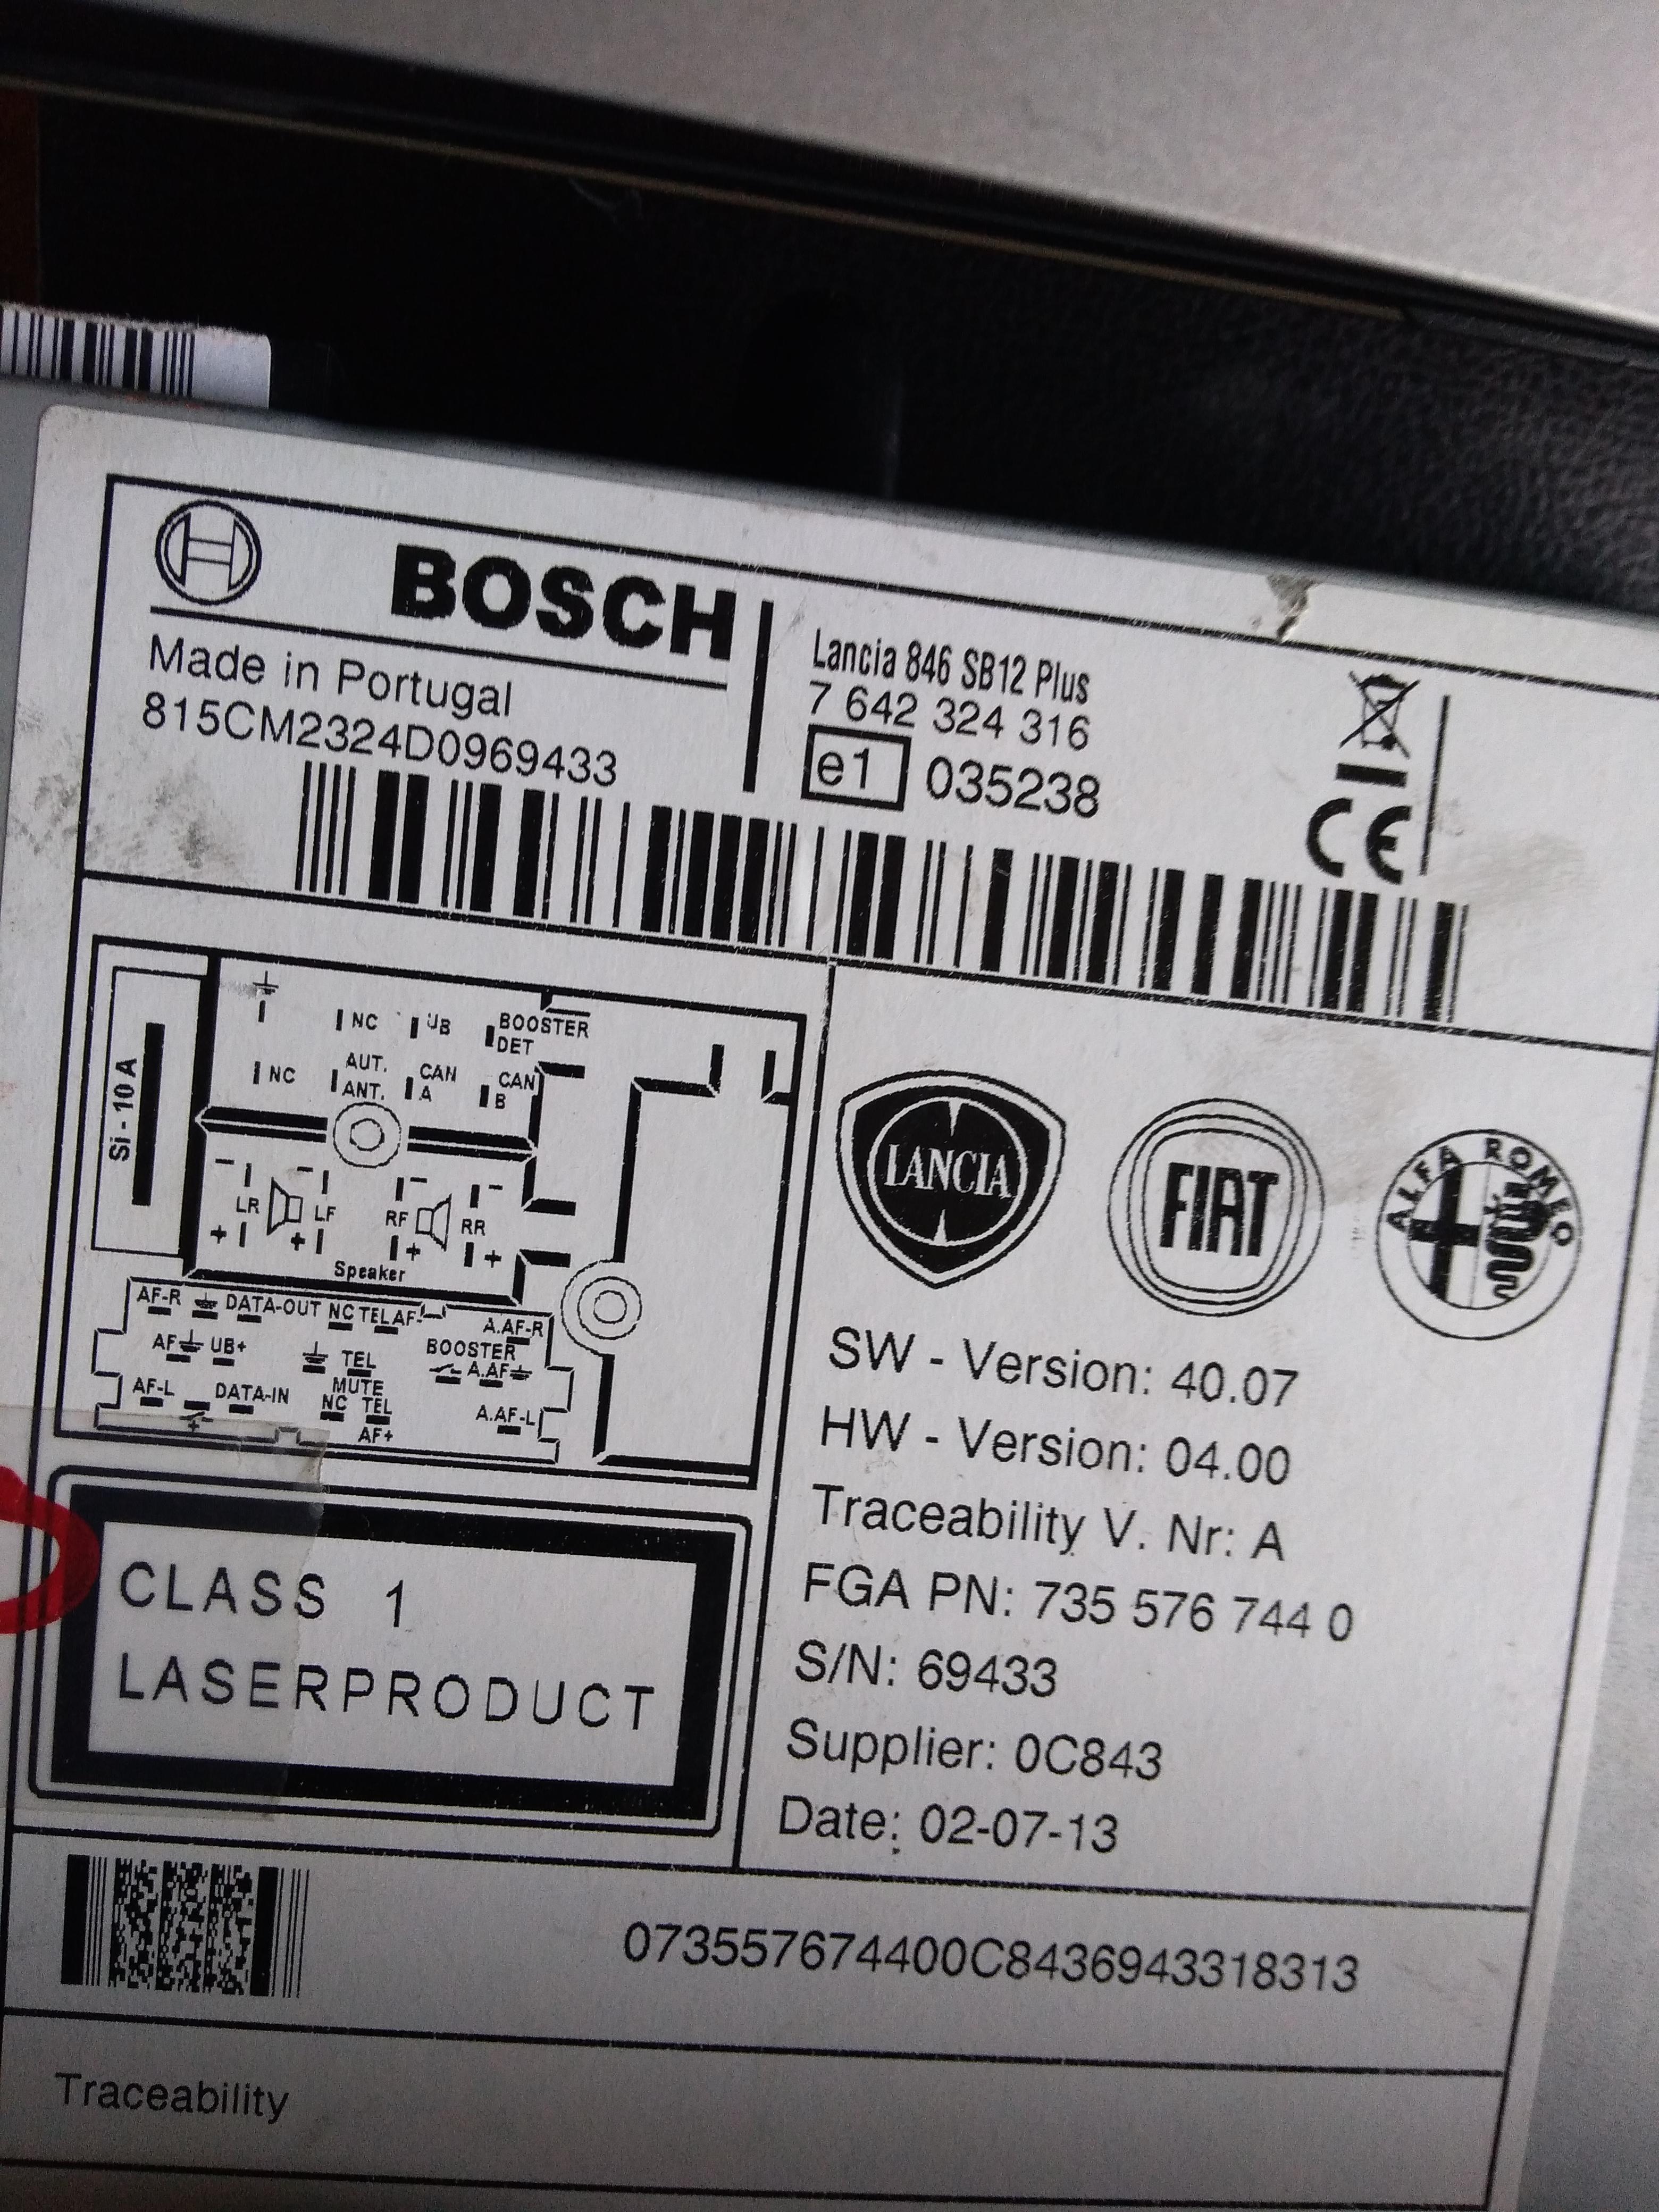 BOSCH
Made in Portugal
815CM2324D0969433
Lancia 846 SB12 Plus
7 642 324 316
e1 035238
CE
Si - 10 A
NC UB BOOSTER
DET
NC AUT. ANT. CAN A CAN B
- - - -
LR LF RF RR
+ + + +
Speaker
AF-R DATA-OUT NC TELAF- A.AF-R
AF UB+ TEL MUTE BOOSTER A.AF
AF-L DATA-IN NC TEL AF+ A.AF-L
LANCIA
FIAT
ALFA ROMEO
SW - Version: 40.07
HW - Version: 04.00
Traceability V. Nr: A
FGA PN: 735 576 744 0
S/N: 69433
Supplier: 0C843
Date: 02-07-13
CLASS 1
LASERPRODUCT
073557674400C8436943318313
Traceability